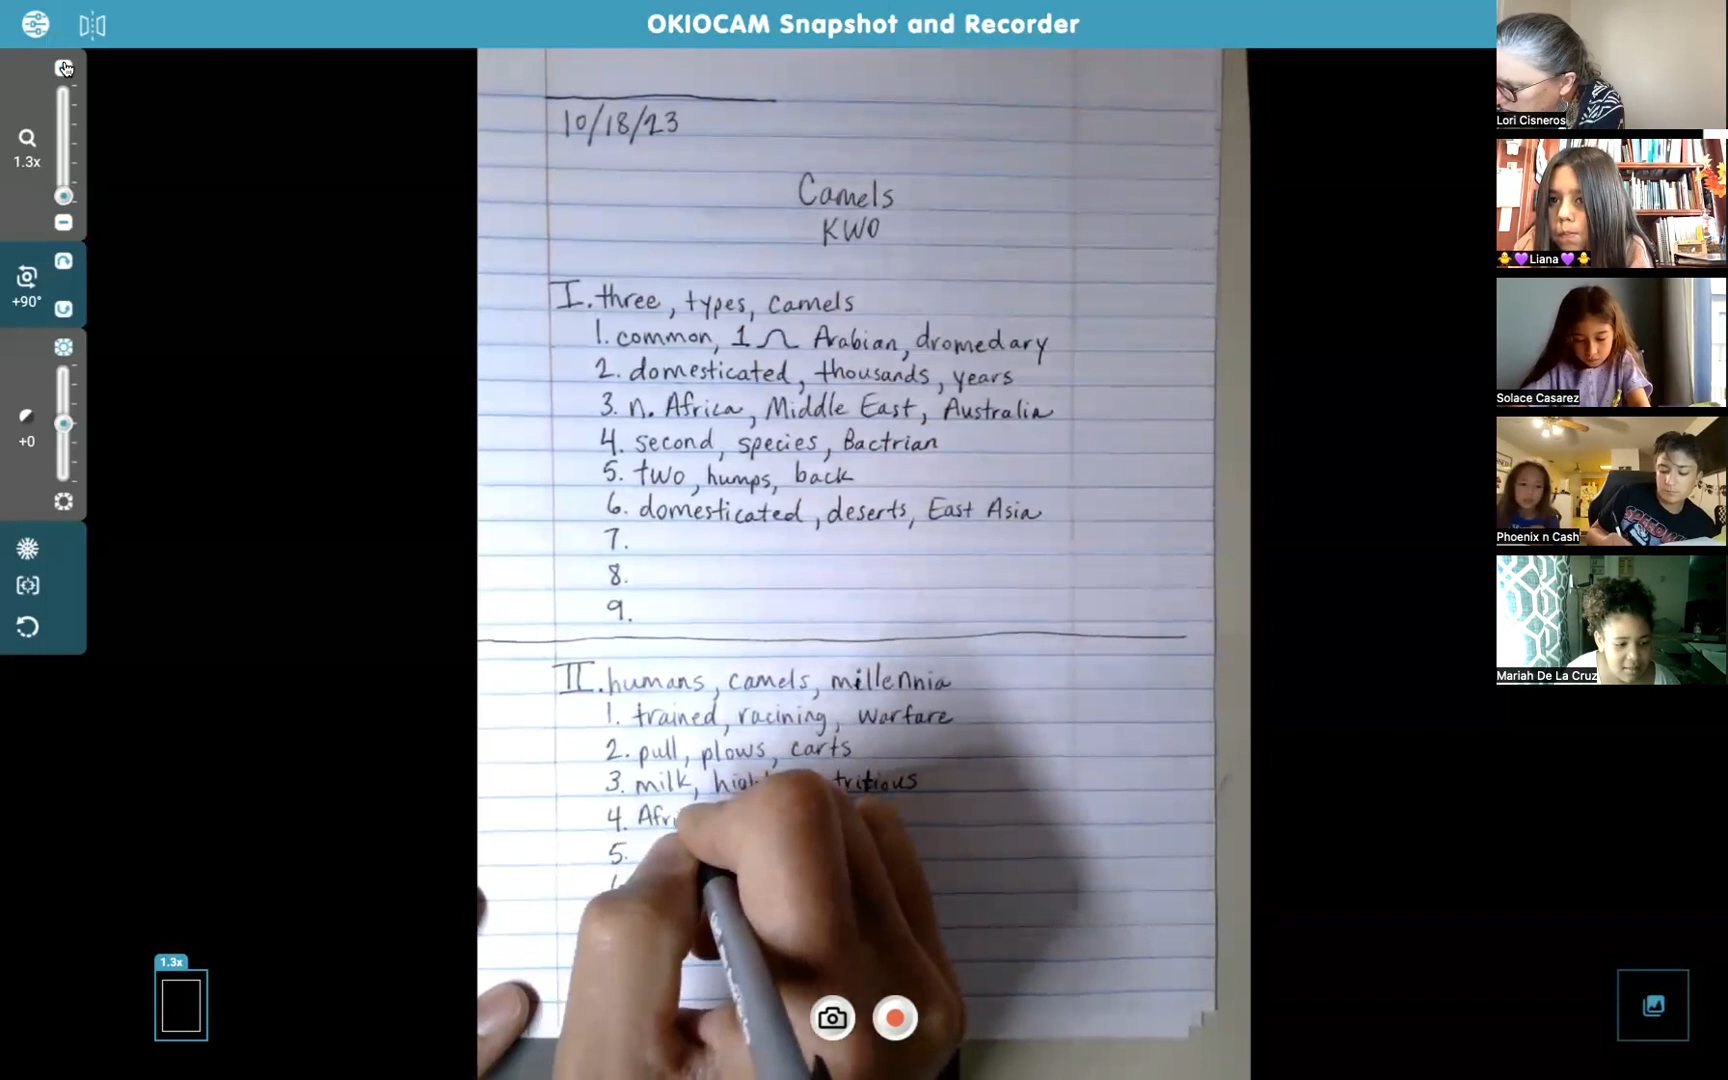 OKIOCAM Snapshot and Recorder
1.3x
+90°
+0
1.3x
10/18/23
Camels
KWO
I. three, types, camels
1. common, 1 Arabian, dromedary
2. domesticated, thousands, years
3. n. Africa, Middle East, Australia
4. second, species, Bactrian
5. two, humps, back
6. domesticated, deserts, East Asia
7.
8.
9.
II. humans, camels, millennia
1. trained, racining, warfare
2. pull, plows, carts
3. milk,
4.
5.
Lori Cisneros
Liana
Solace Casarez
Phoenix n Cash
Mariah De La Cruz